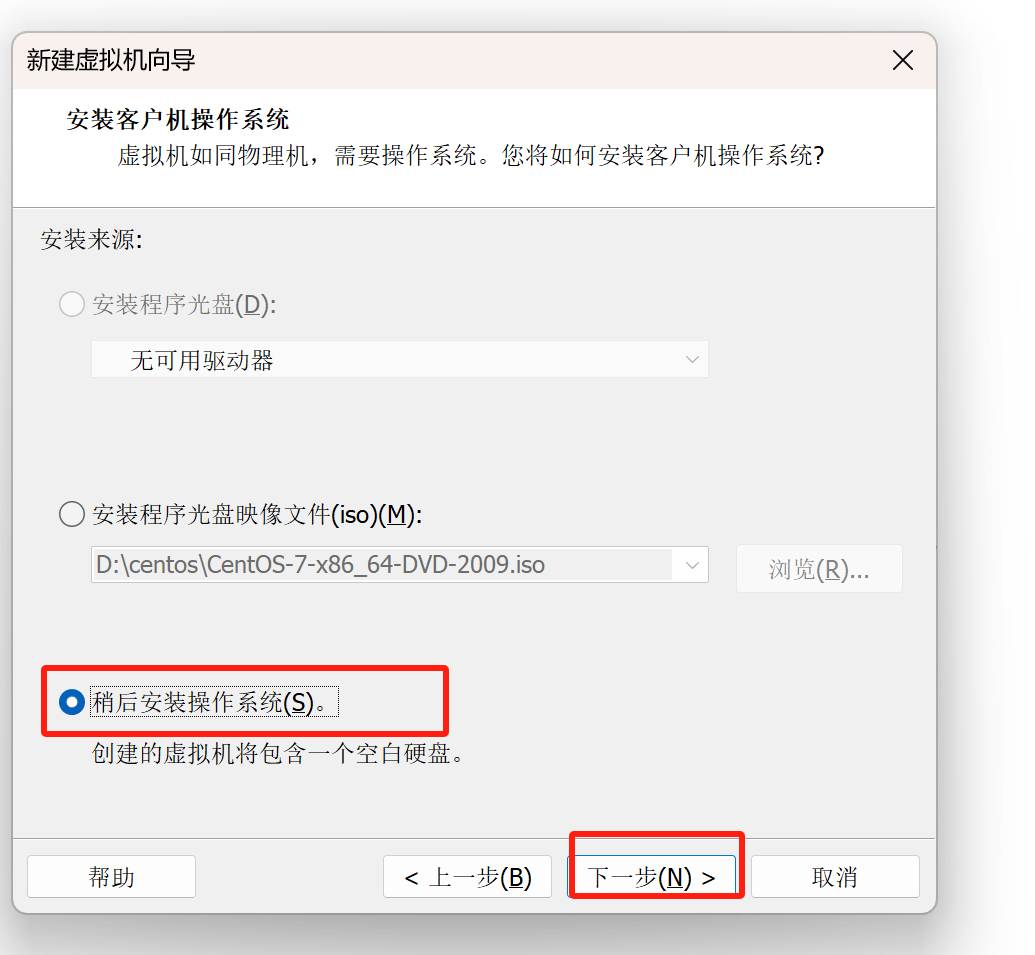 新建虚拟机向导
安装客户机操作系统
虚拟机如同物理机，需要操作系统。您将如何安装客户机操作系统?
安装来源:
安装程序光盘(D):
无可用驱动器
安装程序光盘映像文件(iso)(M):
D:\centos\CentOS-7-x86_64-DVD-2009.iso
浏览(R)...
稍后安装操作系统(S)。
创建的虚拟机将包含一个空白硬盘。
帮助
< 上一步(B)
下一步(N) >
取消